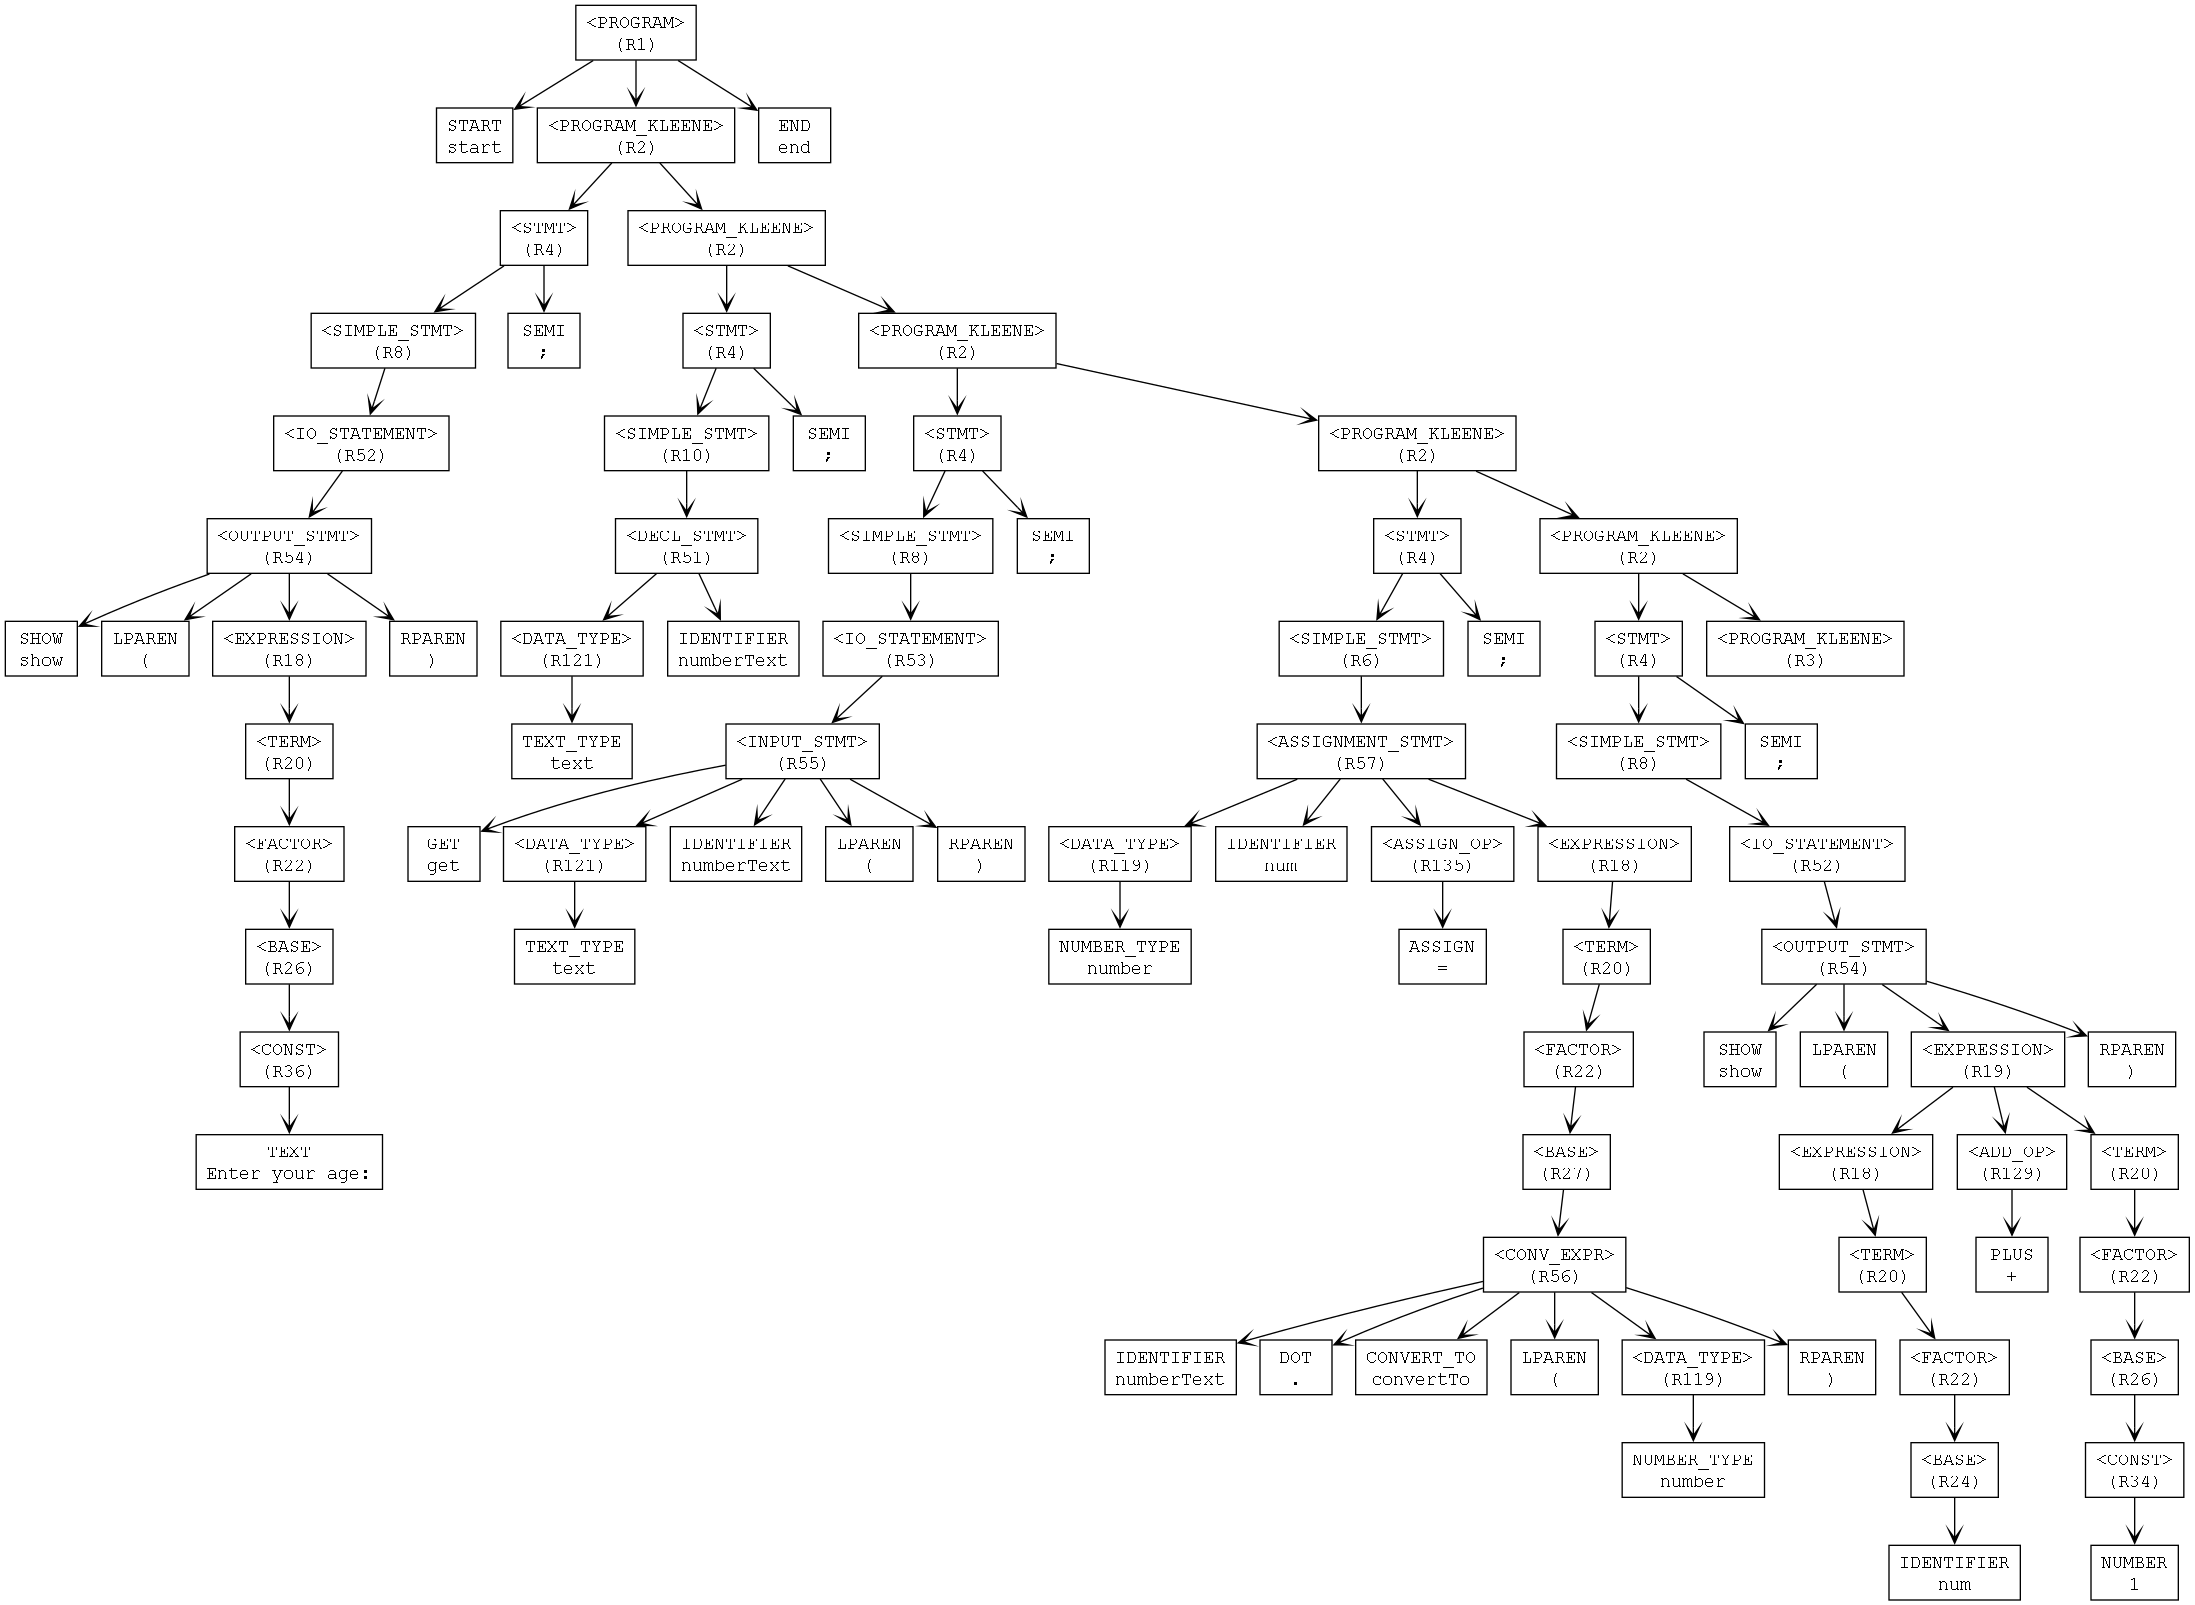 <PROGRAM>
(R1)
START
start
<PROGRAM_KLEENE>
(R2)
END
end
<STMT>
(R4)
<PROGRAM_KLEENE>
(R2)
<SIMPLE_STMT>
(R8)
SEMI
;
<STMT>
(R4)
<PROGRAM_KLEENE>
(R2)
<IO_STATEMENT>
(R52)
<SIMPLE_STMT>
(R10)
SEMI
;
<STMT>
(R4)
<PROGRAM_KLEENE>
(R2)
<OUTPUT_STMT>
(R54)
<DECL_STMT>
(R51)
<SIMPLE_STMT>
(R8)
SEMI
;
<STMT>
(R4)
<PROGRAM_KLEENE>
(R2)
SHOW
show
LPAREN
(
<EXPRESSION>
(R18)
RPAREN
)
<DATA_TYPE>
(R121)
IDENTIFIER
numberText
<IO_STATEMENT>
(R53)
<SIMPLE_STMT>
(R6)
SEMI
;
<STMT>
(R4)
<PROGRAM_KLEENE>
(R3)
<TERM>
(R20)
TEXT_TYPE
text
<INPUT_STMT>
(R55)
<ASSIGNMENT_STMT>
(R57)
<SIMPLE_STMT>
(R8)
SEMI
;
<FACTOR>
(R22)
GET
get
<DATA_TYPE>
(R121)
IDENTIFIER
numberText
LPAREN
(
RPAREN
)
<DATA_TYPE>
(R119)
IDENTIFIER
num
<ASSIGN_OP>
(R135)
<EXPRESSION>
(R18)
<IO_STATEMENT>
(R52)
<BASE>
(R26)
TEXT_TYPE
text
NUMBER_TYPE
number
ASSIGN
=
<TERM>
(R20)
<OUTPUT_STMT>
(R54)
<CONST>
(R36)
<FACTOR>
(R22)
SHOW
show
LPAREN
(
<EXPRESSION>
(R19)
RPAREN
)
TEXT
Enter your age:
<BASE>
(R27)
<EXPRESSION>
(R18)
<ADD_OP>
(R129)
<TERM>
(R20)
<CONV_EXPR>
(R56)
<TERM>
(R20)
PLUS
+
<FACTOR>
(R22)
IDENTIFIER
numberText
DOT
.
CONVERT_TO
convertTo
LPAREN
(
<DATA_TYPE>
(R119)
RPAREN
)
<FACTOR>
(R22)
<BASE>
(R26)
NUMBER_TYPE
number
<BASE>
(R24)
<CONST>
(R34)
IDENTIFIER
num
NUMBER
1